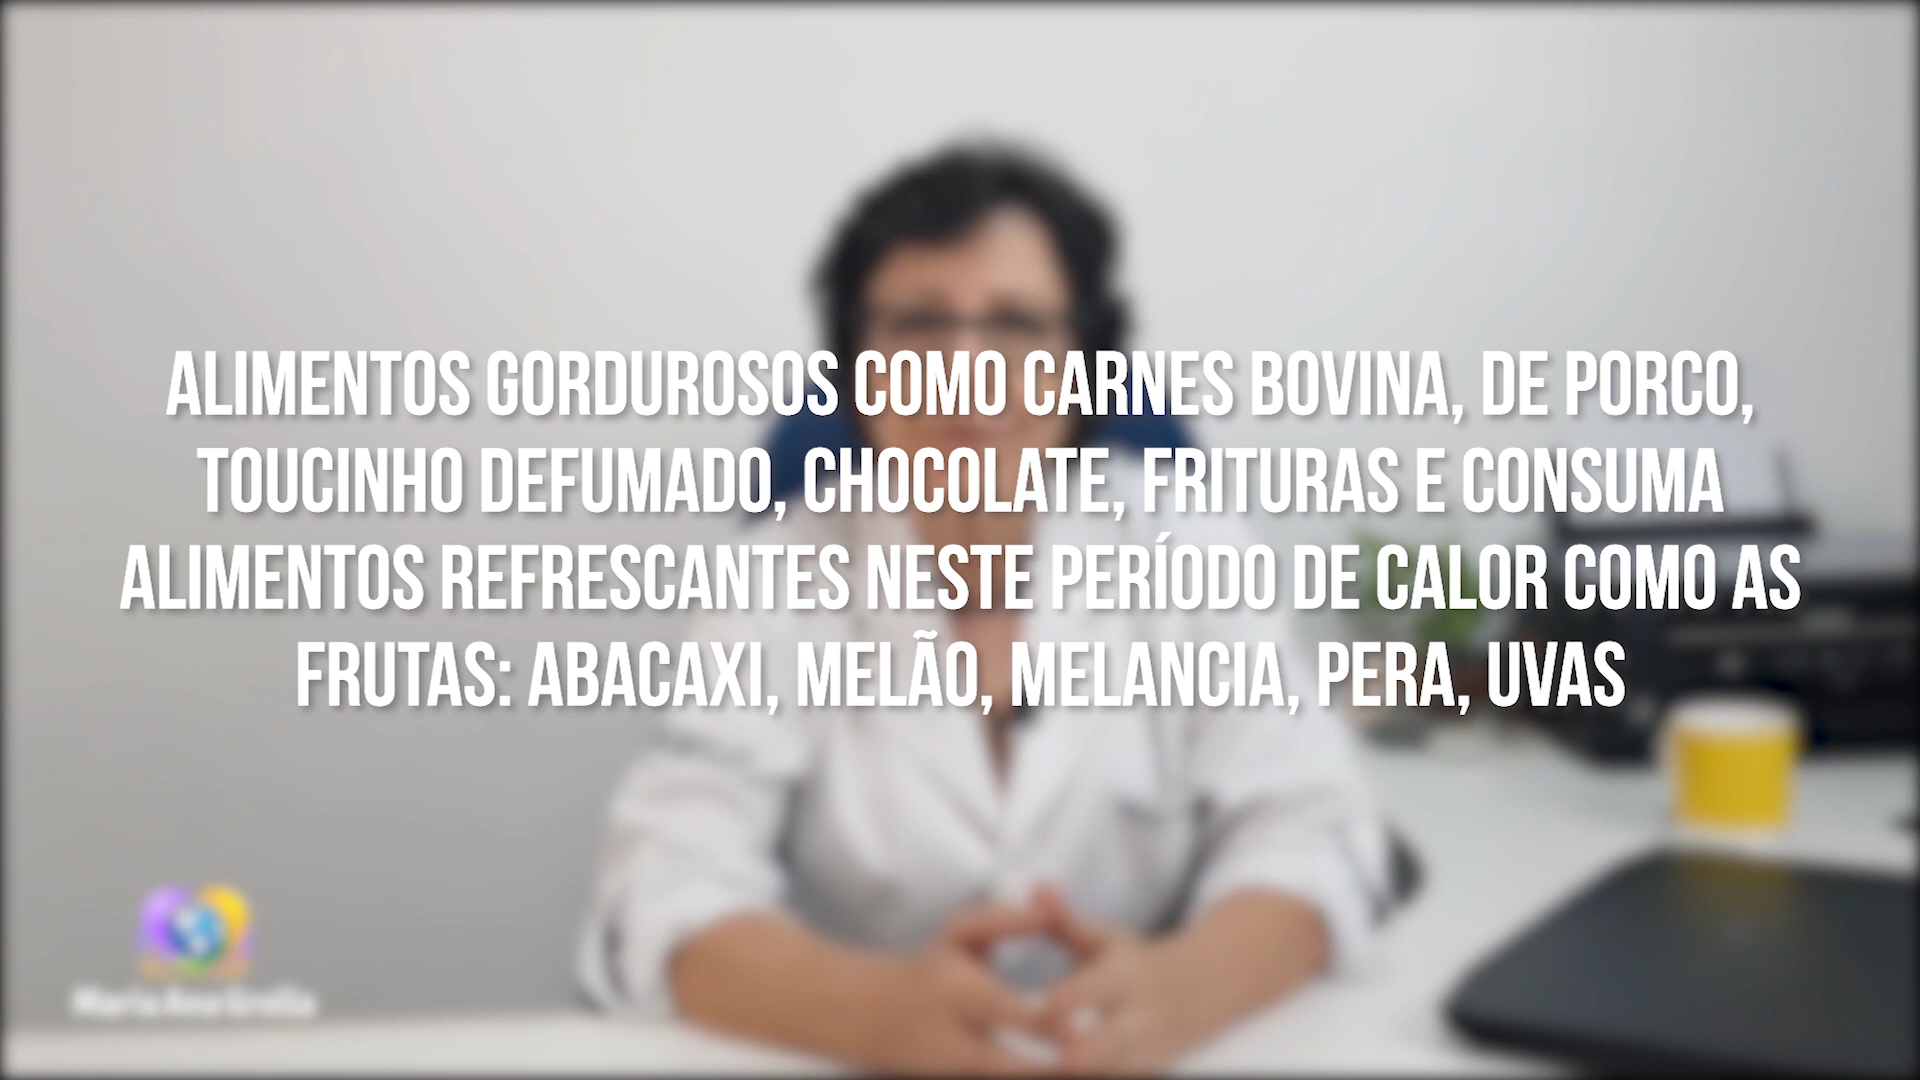 ALIMENTOS GORDUROSOS COMO CARNES BOVINA, DE PORCO,
TOUCINHO DEFUMADO, CHOCOLATE, FRITURAS E CONSUMA
ALIMENTOS REFRESCANTES NESTE PERÍODO DE CALOR COMO AS
FRUTAS: ABACAXI, MELÃO, MELANCIA, PERA, UVAS